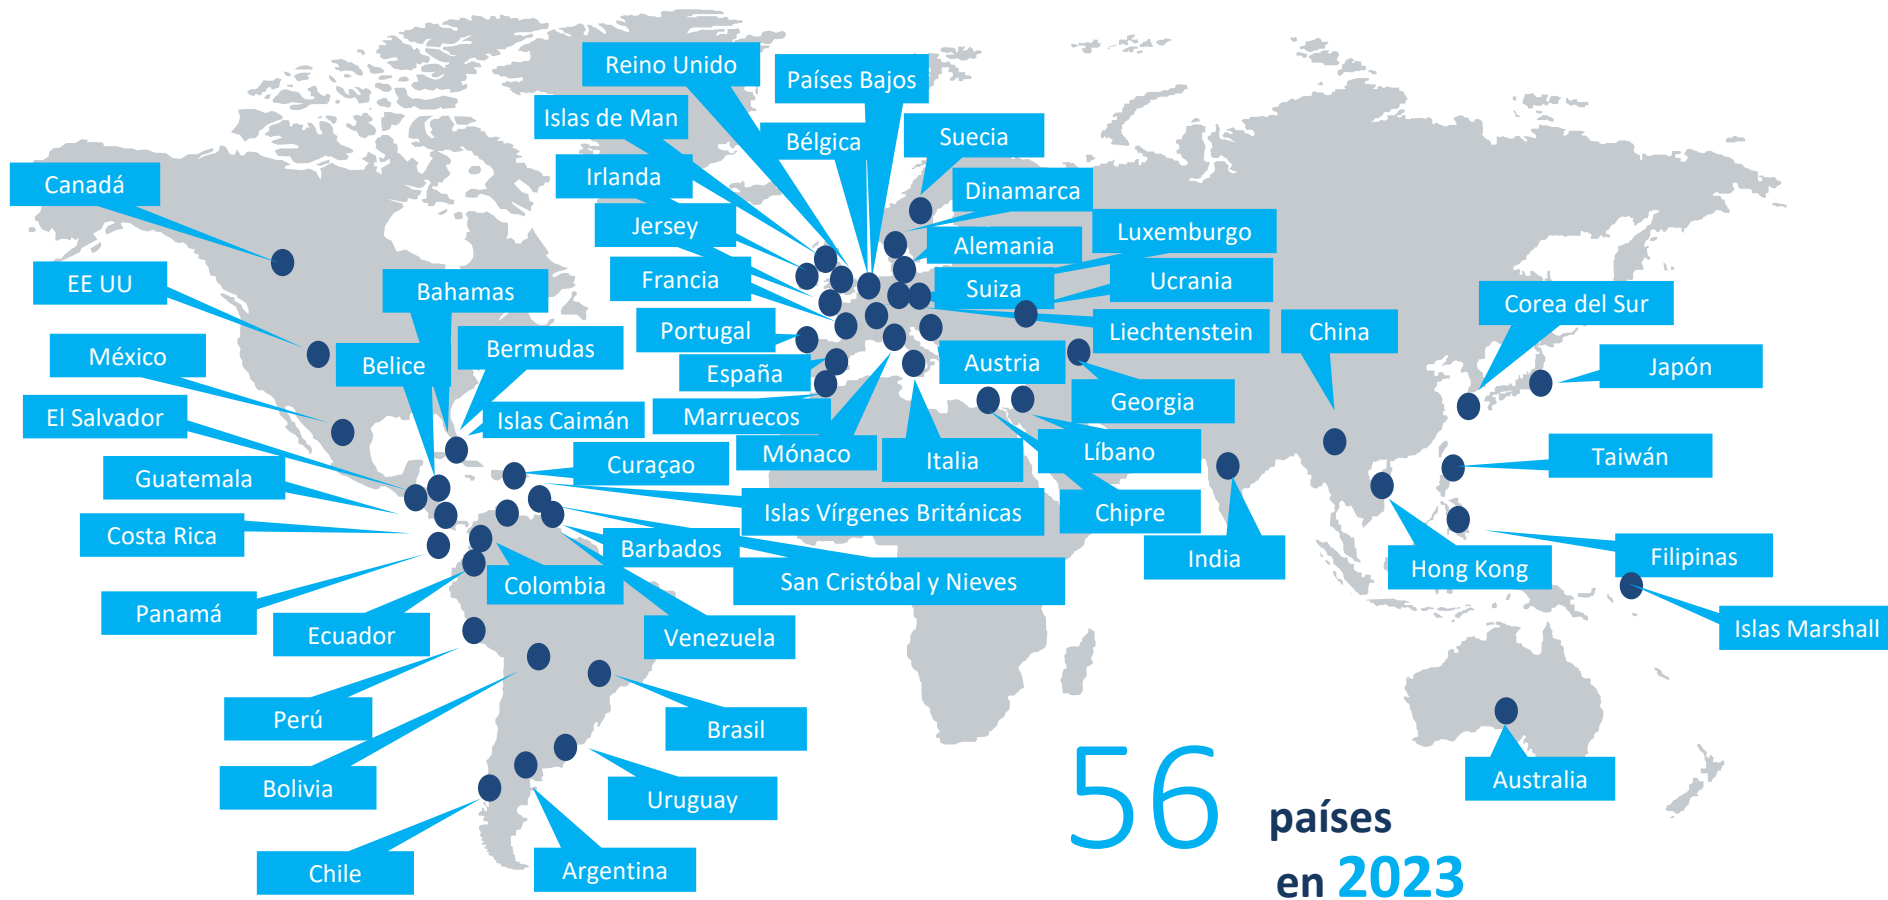 Reino Unido
Países Bajos
Islas de Man
Bélgica
Suecia
Canadá
Irlanda
Dinamarca
Jersey
Alemania
Luxemburgo
EE UU
Bahamas
Francia
Suiza
Ucrania
Corea del Sur
Portugal
Liechtenstein
China
México
Belice
Bermudas
España
Austria
Japón
El Salvador
Islas Caimán
Marruecos
Georgia
Guatemala
Curaçao
Mónaco
Italia
Líbano
Taiwán
Costa Rica
Islas Vírgenes Británicas
Chipre
Barbados
India
Hong Kong
Filipinas
Panamá
Colombia
San Cristóbal y Nieves
Ecuador
Venezuela
Islas Marshall
Perú
Brasil
Bolivia
Uruguay
Australia
Chile
Argentina
56 países
en 2023